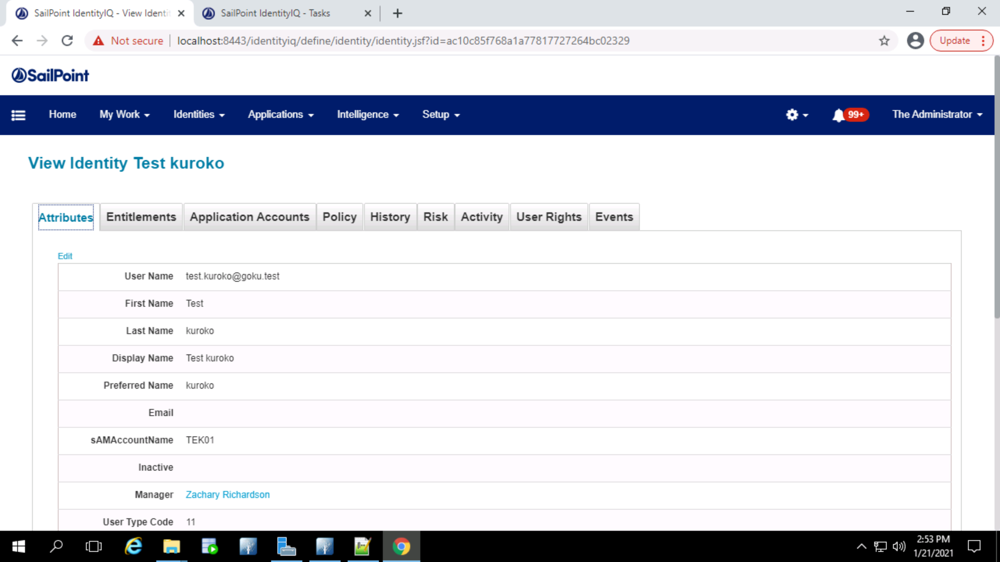 SailPoint IdentityIQ - View Identit
SailPoint IdentityIQ - Tasks
Not secure
localhost:8443/identityiq/define/identity/identity.jsf?id=ac10c85f768a1a77817727264bc02329
Update
SailPoint
Home
My Work
Identities
Applications
Intelligence
Setup
99+
The Administrator
View Identity Test kuroko
Attributes
Entitlements
Application Accounts
Policy
History
Risk
Activity
User Rights
Events
Edit
User Name test.kuroko@goku.test
First Name Test
Last Name kuroko
Display Name Test kuroko
Preferred Name kuroko
Email
sAMAccountName TEK01
Inactive
Manager Zachary Richardson
User Type Code 11
2:53 PM
1/21/2021